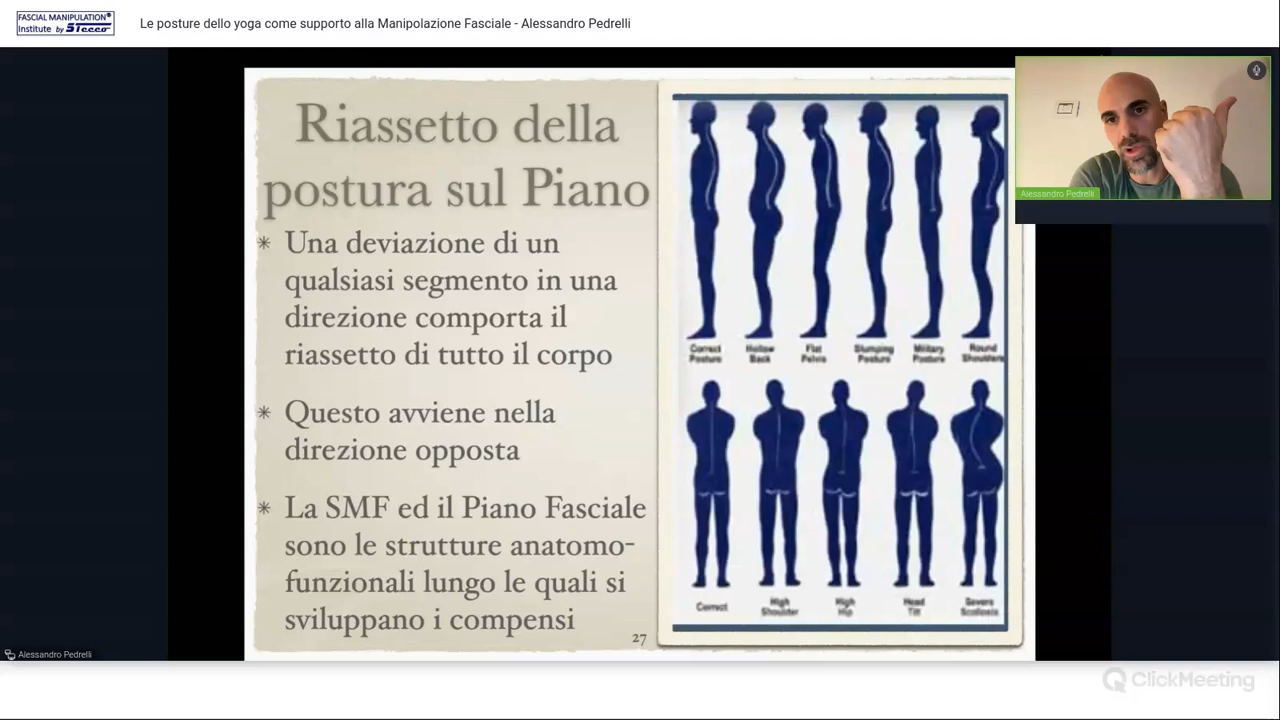 FASCIAL MANIPULATION®
Institute by Stecco
Le posture dello yoga come supporto alla Manipolazione Fasciale - Alessandro Pedrelli
Riassetto della
postura sul Piano
* Una deviazione di un
qualsiasi segmento in una
direzione comporta il
riassetto di tutto il corpo
* Questo avviene nella
direzione opposta
* La SMF ed il Piano Fasciale
sono le strutture anatomo-
funzionali lungo le quali si
sviluppano i compensi
27
Correct Posture
Hollow Back
Flat Pelvis
Slumping Posture
Military Posture
Round Shoulders
Correct
High Shoulder
High Hip
Head Tilt
Severe Scoliosis
Alessandro Pedrelli
Alessandro Pedrelli
ClickMeeting